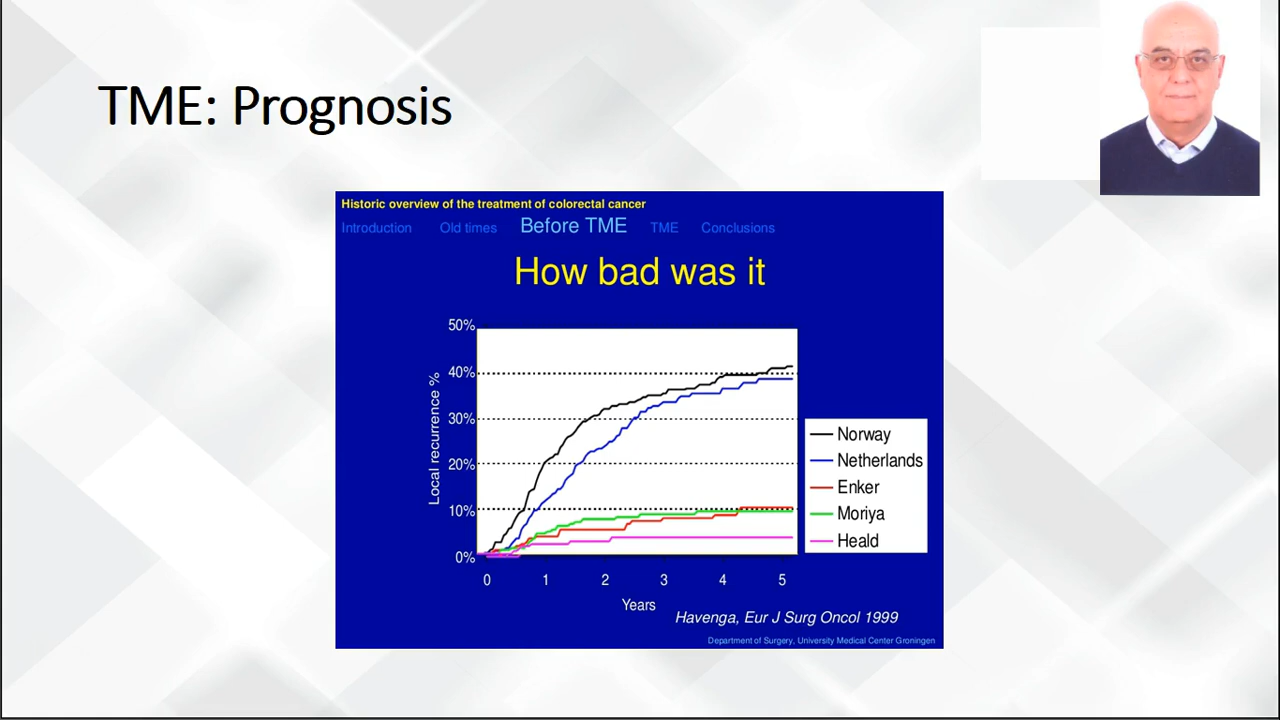 TME: Prognosis
Historic overview of the treatment of colorectal cancer
Introduction Old times Before TME TME Conclusions
How bad was it
50%
40%
30%
20%
10%
0%
Local recurrence %
0 1 2 3 4 5
Years
Norway
Netherlands
Enker
Moriya
Heald
Havenga, Eur J Surg Oncol 1999
Department of Surgery, University Medical Center Groningen